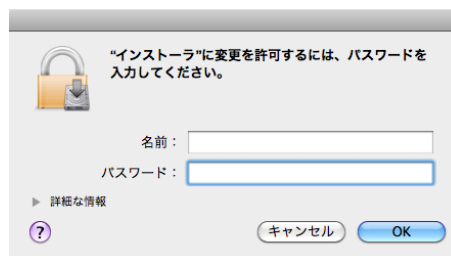 “インストーラ”に変更を許可するには、パスワードを
入力してください。
名前：
パスワード：
詳細な情報
?
キャンセル OK